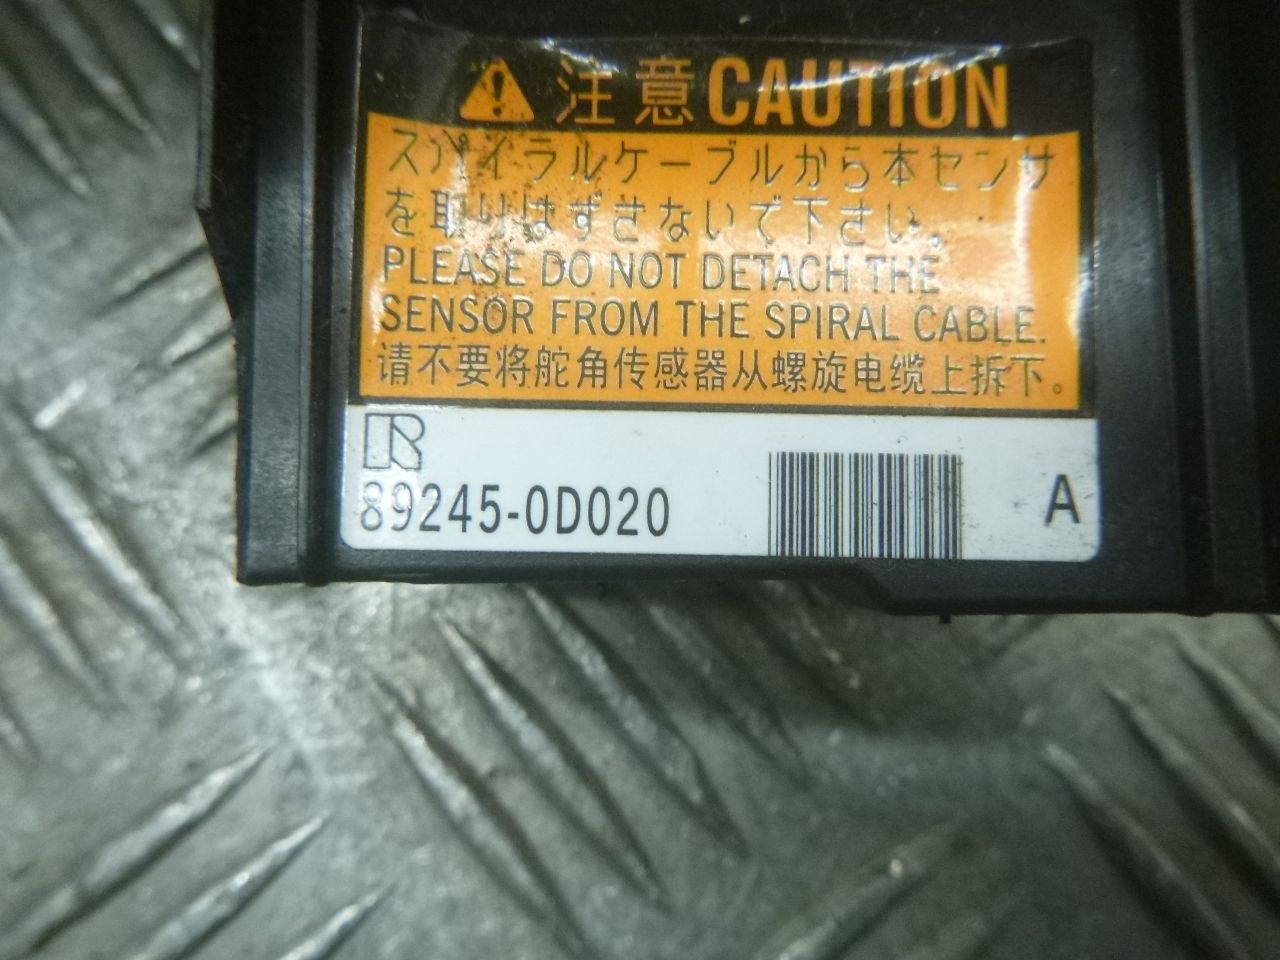 注意 CAUTION
スパイラルケーブルから本センサ
を取りはずさないで下さい。
PLEASE DO NOT DETACH THE
SENSOR FROM THE SPIRAL CABLE.
请不要将舵角传感器从螺旋电缆上拆下。
R
89245-0D020
A